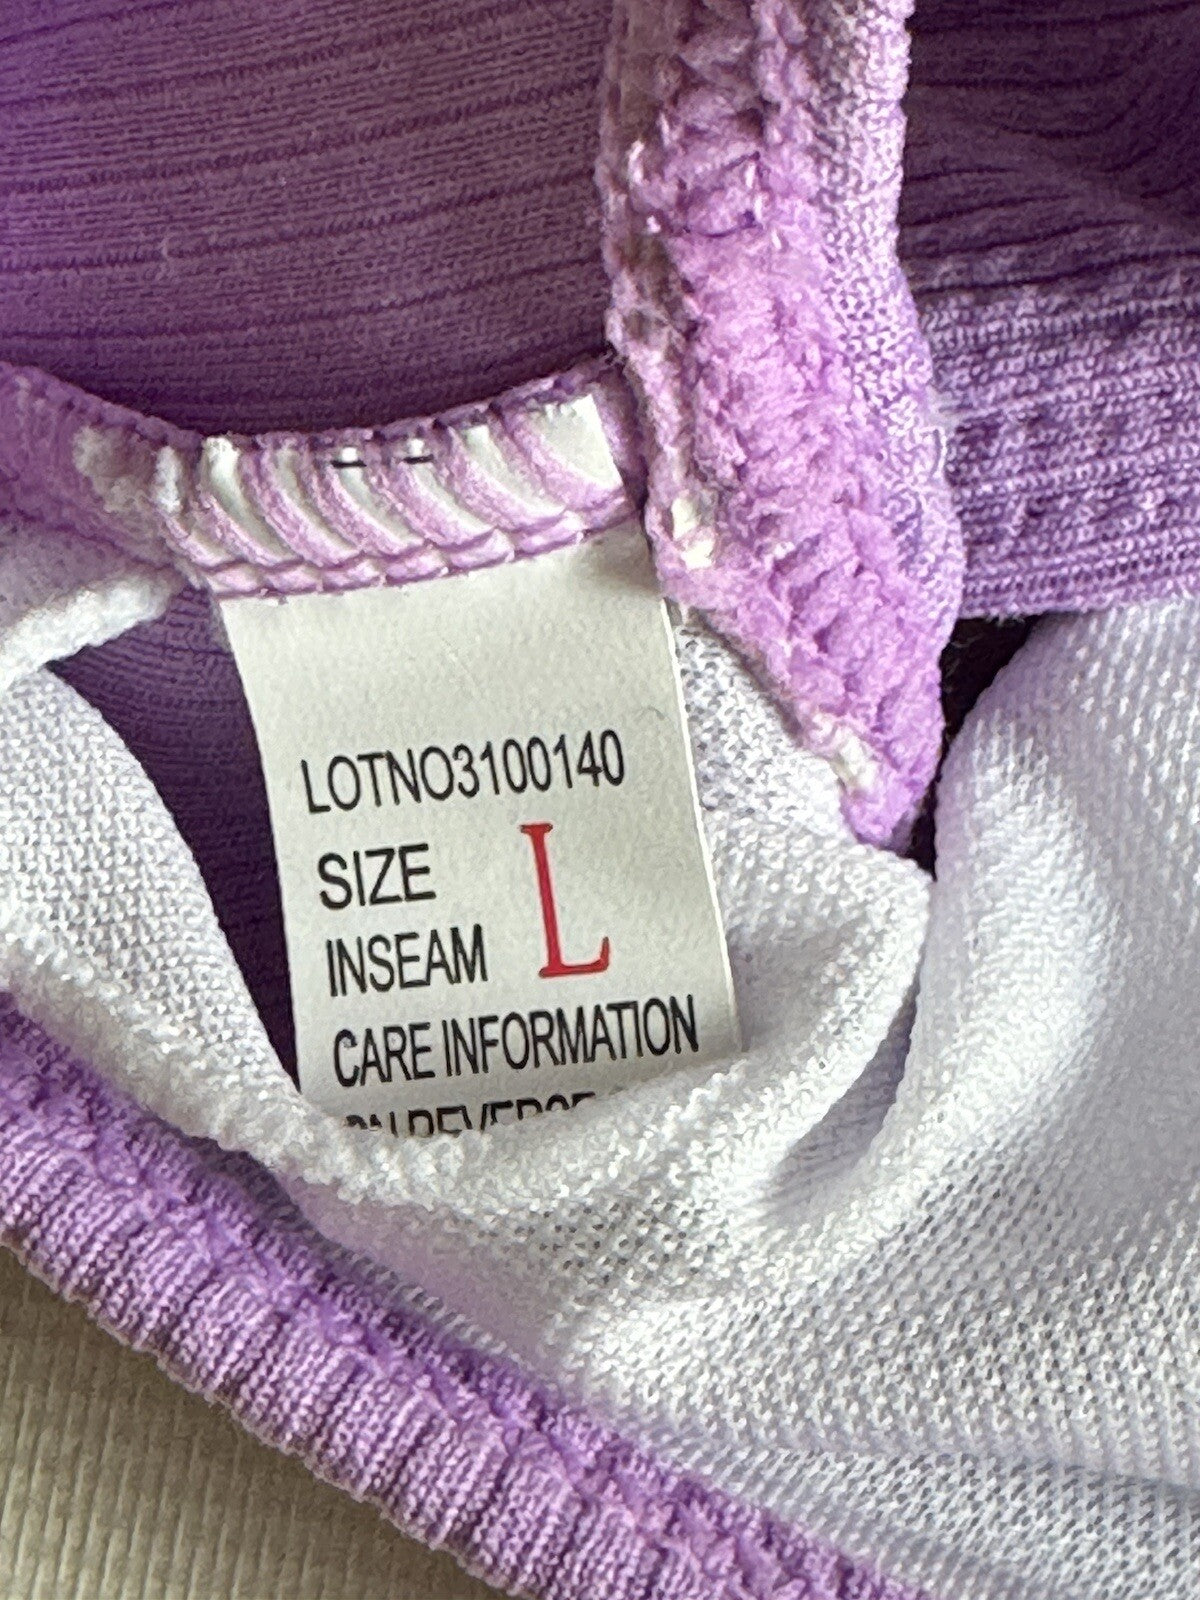 LOTNO3100140
SIZE L
INSEAM
CARE INFORMATION